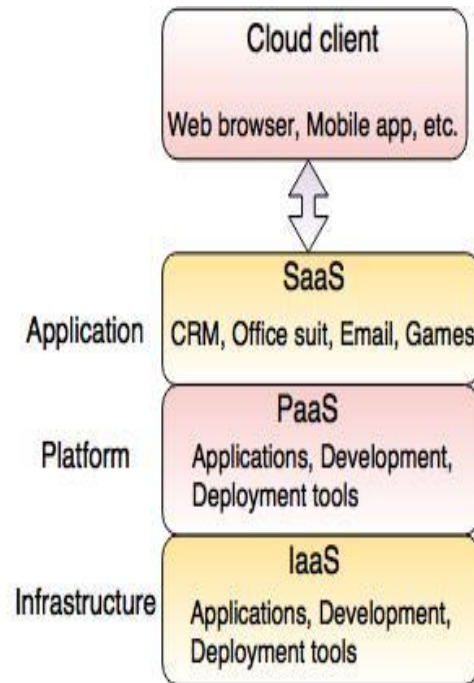 Cloud client
Web browser, Mobile app, etc.
SaaS
Application
CRM, Office suit, Email, Games
PaaS
Platform
Applications, Development,
Deployment tools
IaaS
Infrastructure
Applications, Development,
Deployment tools